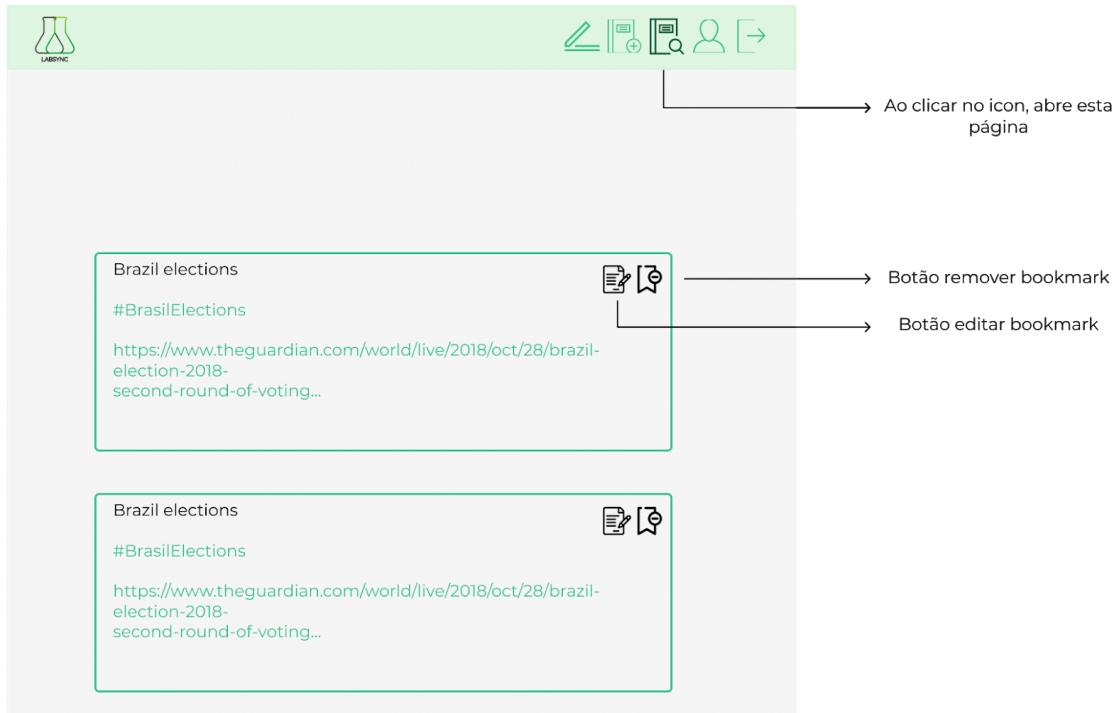 LABSYNC
Ao clicar no icon, abre esta
página
Brazil elections
#BrasilElections
https://www.theguardian.com/world/live/2018/oct/28/brazil-
election-2018-
second-round-of-voting...
Botão remover bookmark
Botão editar bookmark
Brazil elections
#BrasilElections
https://www.theguardian.com/world/live/2018/oct/28/brazil-
election-2018-
second-round-of-voting...